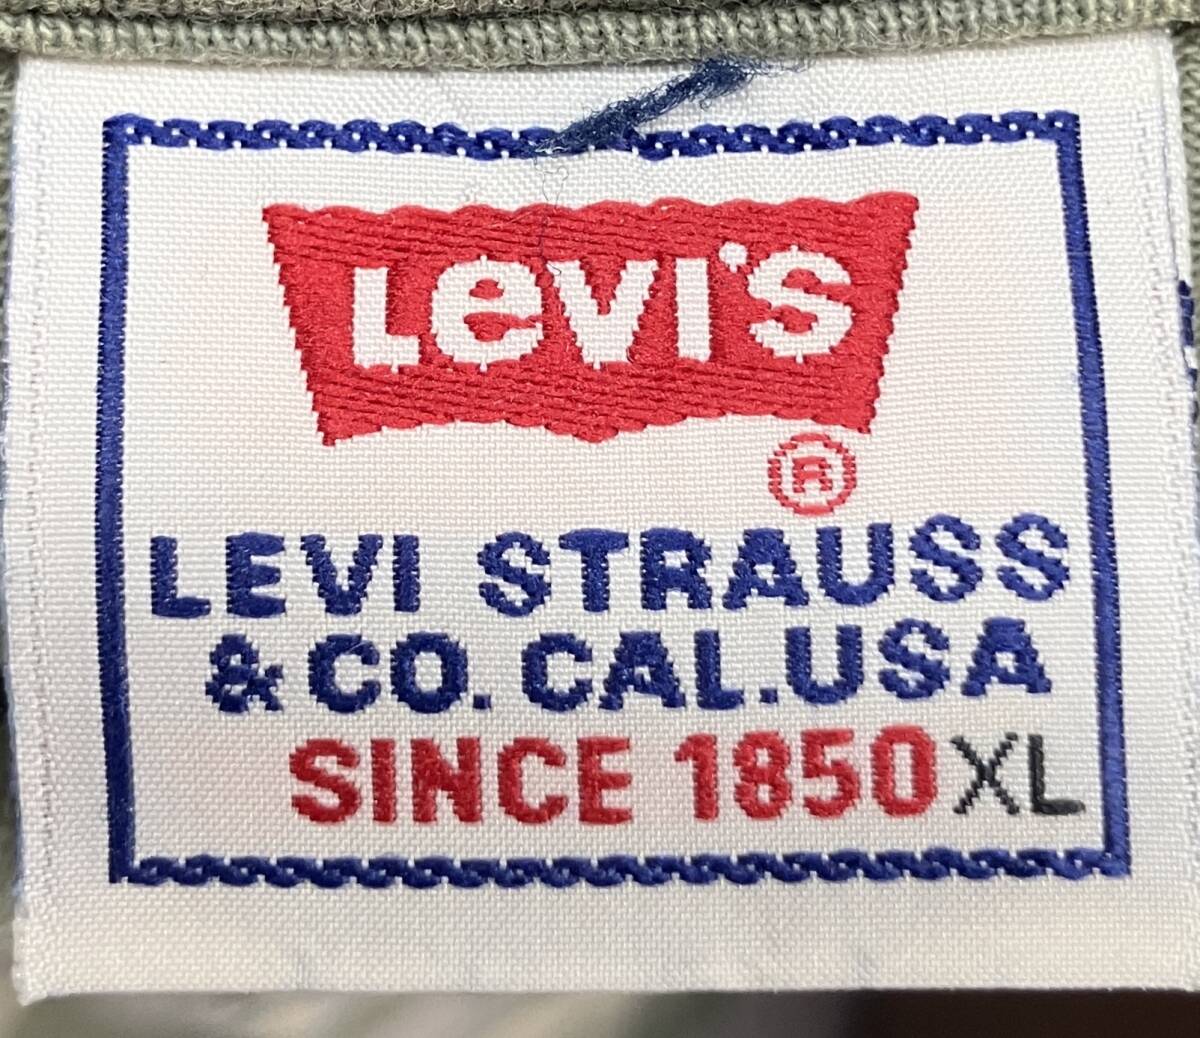 LeVI'S
®
LEVI STRAUSS
& CO. CAL.USA
SINCE 1850 XL